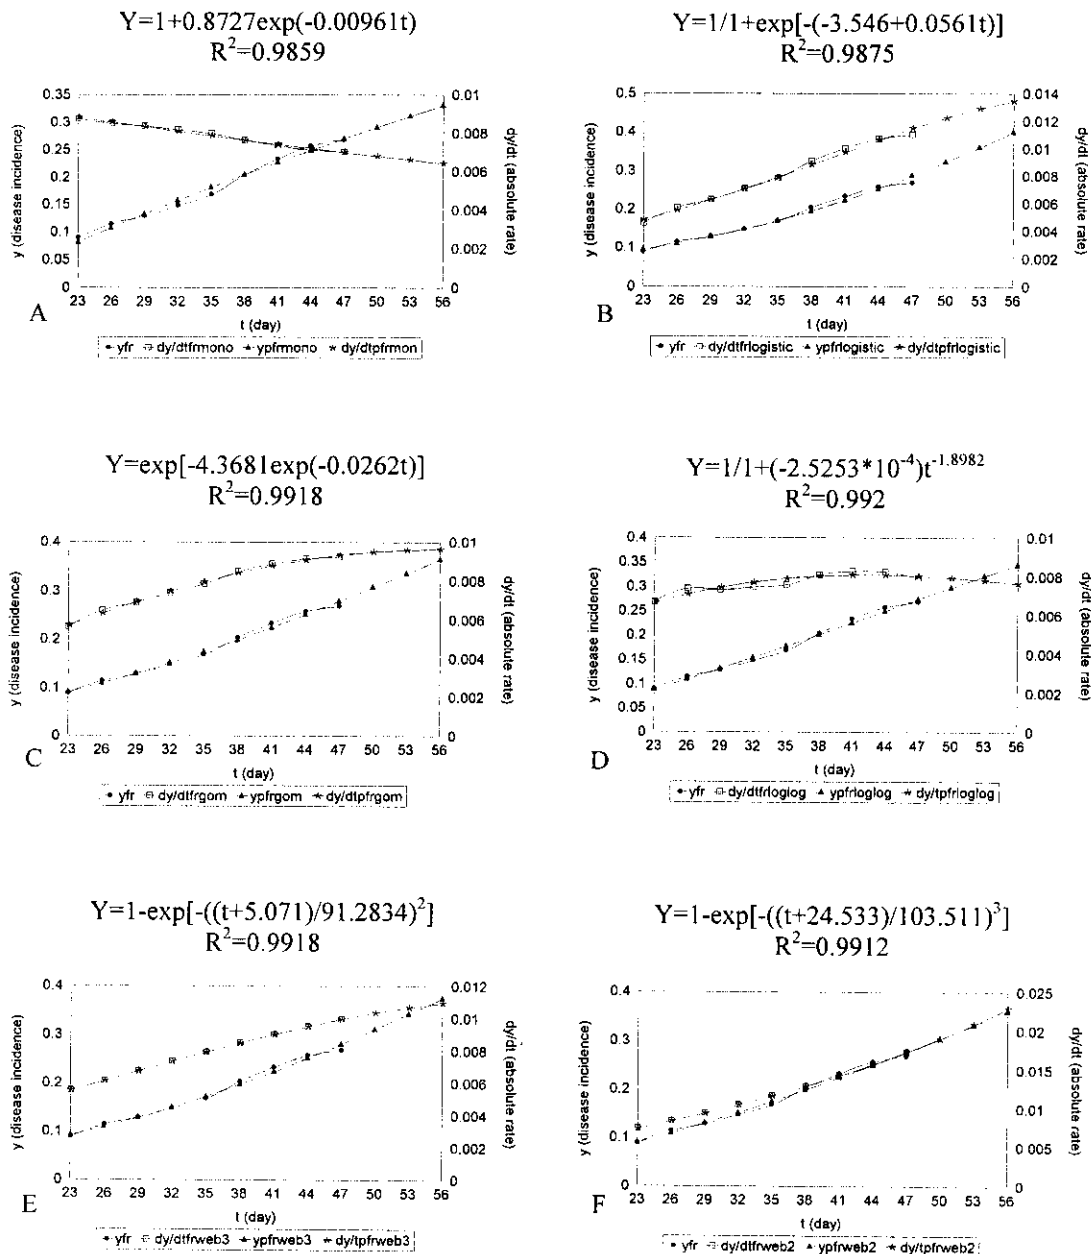 Y=1+0.8727exp(-0.00961t)
R²=0.9859
0.35
0.3
0.25
0.2
0.15
0.1
0.05
0
y (disease incidence)
0.01
0.008
0.006
0.004
0.002
0
dy/dt (absolute rate)
23 26 29 32 35 38 41 44 47 50 53 56
t (day)
A
yfr dy/dtfrmono ypfrmono dy/dtpfrmon
Y=1/1+exp[-(-3.546+0.0561t)]
R²=0.9875
0.5
0.4
0.3
0.2
0.1
0
y (disease incidence)
0.014
0.012
0.01
0.008
0.006
0.004
0.002
0
dy/dt (absolute rate)
23 26 29 32 35 38 41 44 47 50 53 56
t (day)
B
yfr dy/dtfrlogistic ypfrlogistic dy/dtpfrlogistic
Y=exp[-4.3681exp(-0.0262t)]
R²=0.9918
0.4
0.3
0.2
0.1
0
y (disease incidence)
0.01
0.008
0.006
0.004
0.002
0
dy/dt (absolute rate)
23 26 29 32 35 38 41 44 47 50 53 56
t (day)
C
yfr dy/dtfrgom ypfrgom dy/dtpfrgom
Y=1/1+(-2.5253*10⁻⁴)t⁻¹·⁸⁹⁸²
R²=0.992
0.4
0.35
0.3
0.25
0.2
0.15
0.1
0.05
0
y (disease incidence)
0.01
0.008
0.006
0.004
0.002
0
dy/dt (absolute rate)
23 26 29 32 35 38 41 44 47 50 53 56
t (day)
D
yfr dy/dtfrloglog ypfrloglog dy/tpfrloglog
Y=1-exp[-((t+5.071)/91.2834)²]
R²=0.9918
0.4
0.3
0.2
0.1
0
y (disease incidence)
0.012
0.01
0.008
0.006
0.004
0.002
0
dy/dt (absolute rate)
23 26 29 32 35 38 41 44 47 50 53 56
t (day)
E
yfr dy/dtfrweb3 ypfrweb3 dy/tpfrweb3
Y=1-exp[-((t+24.533)/103.511)³]
R²=0.9912
0.4
0.3
0.2
0.1
0
y (disease incidence)
0.025
0.02
0.015
0.01
0.005
0
dy/dt (absolute rate)
23 26 29 32 35 38 41 44 47 50 53 56
t (day)
F
yfr dy/dtfrweb2 ypfrweb2 dy/tpfrweb2